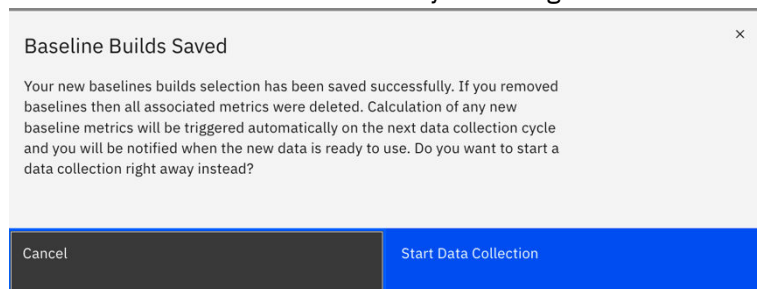 Baseline Builds Saved
×
Your new baselines builds selection has been saved successfully. If you removed
baselines then all associated metrics were deleted. Calculation of any new
baseline metrics will be triggered automatically on the next data collection cycle
and you will be notified when the new data is ready to use. Do you want to start a
data collection right away instead?
Cancel
Start Data Collection